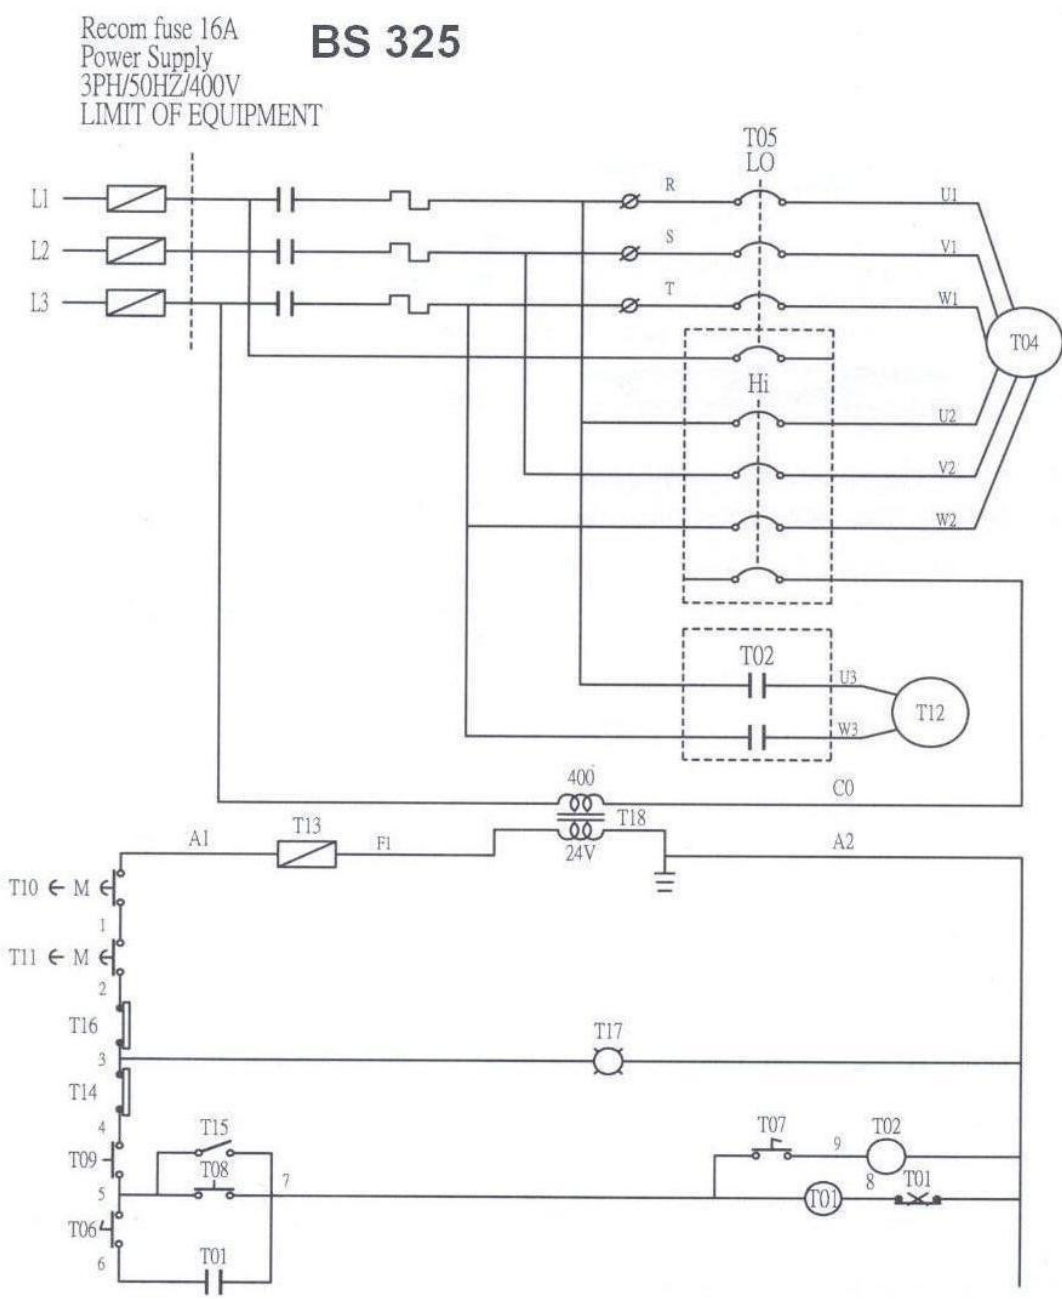 Recom fuse 16A
BS 325
Power Supply
3PH/50HZ/400V
LIMIT OF EQUIPMENT
T05
LO
L1
R
U1
L2
S
V1
L3
T
W1
T04
Hi
U2
V2
W2
T02
U3
T12
W3
400
C0
T18
A1
T13
F1
24V
A2
T10 M
1
T11 M
2
T16
T17
3
T14
4
T15
T07
9
T02
T09
T08
7
8
T01
5
T01
T06
6
T01